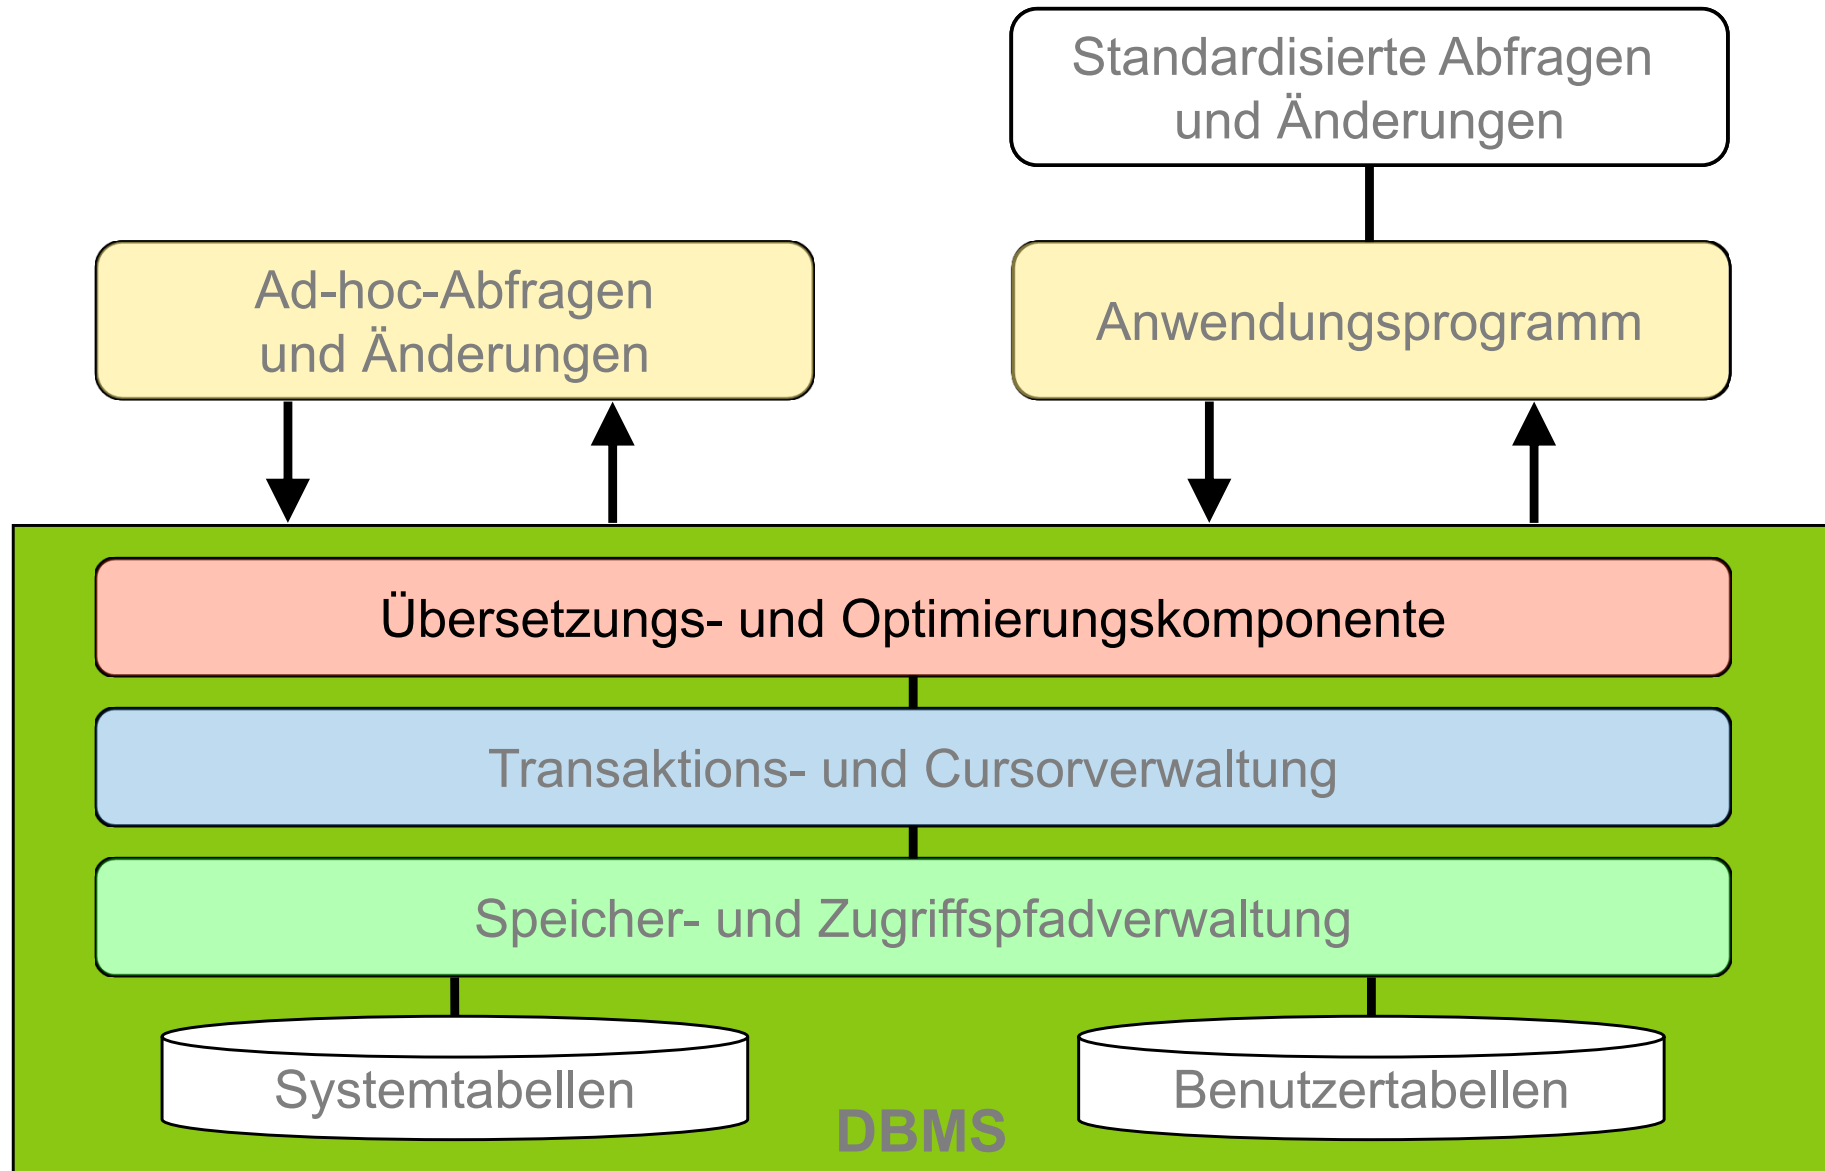 Standardisierte Abfragen
und Änderungen
Ad-hoc-Abfragen
und Änderungen
Anwendungsprogramm
Übersetzungs- und Optimierungskomponente
Transaktions- und Cursorverwaltung
Speicher- und Zugriffspfadverwaltung
Systemtabellen
Benutzertabellen
DBMS